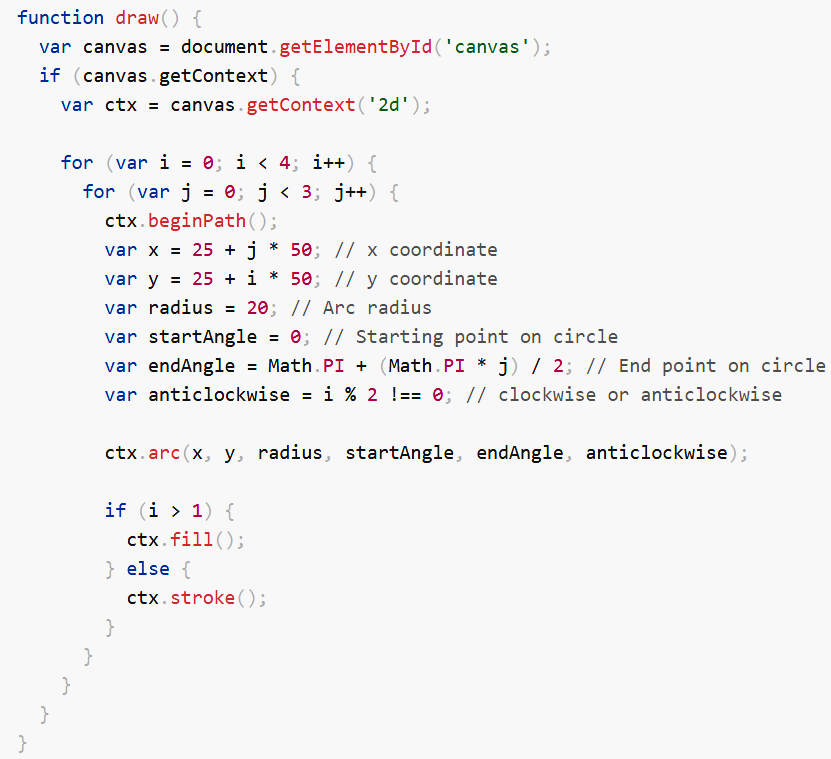 function draw() {
  var canvas = document.getElementById('canvas');
  if (canvas.getContext) {
    var ctx = canvas.getContext('2d');

    for (var i = 0; i < 4; i++) {
      for (var j = 0; j < 3; j++) {
        ctx.beginPath();
        var x = 25 + j * 50; // x coordinate
        var y = 25 + i * 50; // y coordinate
        var radius = 20; // Arc radius
        var startAngle = 0; // Starting point on circle
        var endAngle = Math.PI + (Math.PI * j) / 2; // End point on circle
        var anticlockwise = i % 2 !== 0; // clockwise or anticlockwise

        ctx.arc(x, y, radius, startAngle, endAngle, anticlockwise);

        if (i > 1) {
          ctx.fill();
        } else {
          ctx.stroke();
        }
      }
    }
  }
}